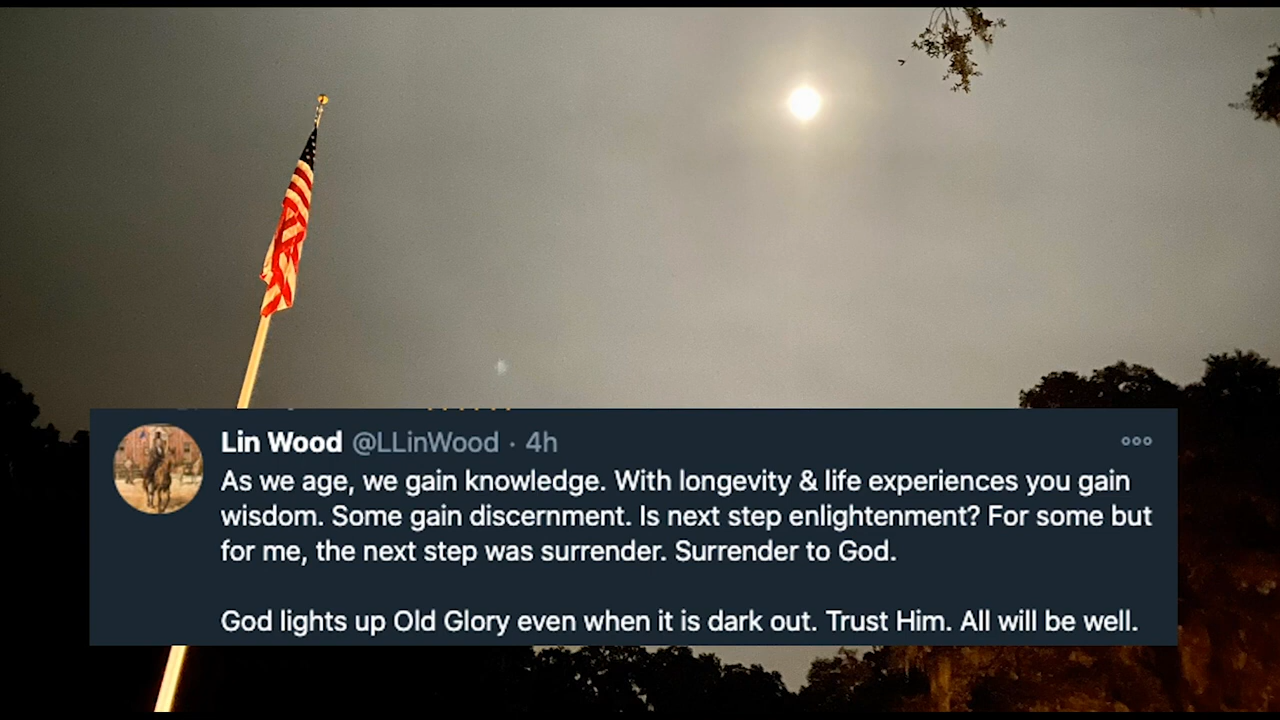 Lin Wood @LLinWood · 4h
As we age, we gain knowledge. With longevity & life experiences you gain
wisdom. Some gain discernment. Is next step enlightenment? For some but
for me, the next step was surrender. Surrender to God.
God lights up Old Glory even when it is dark out. Trust Him. All will be well.